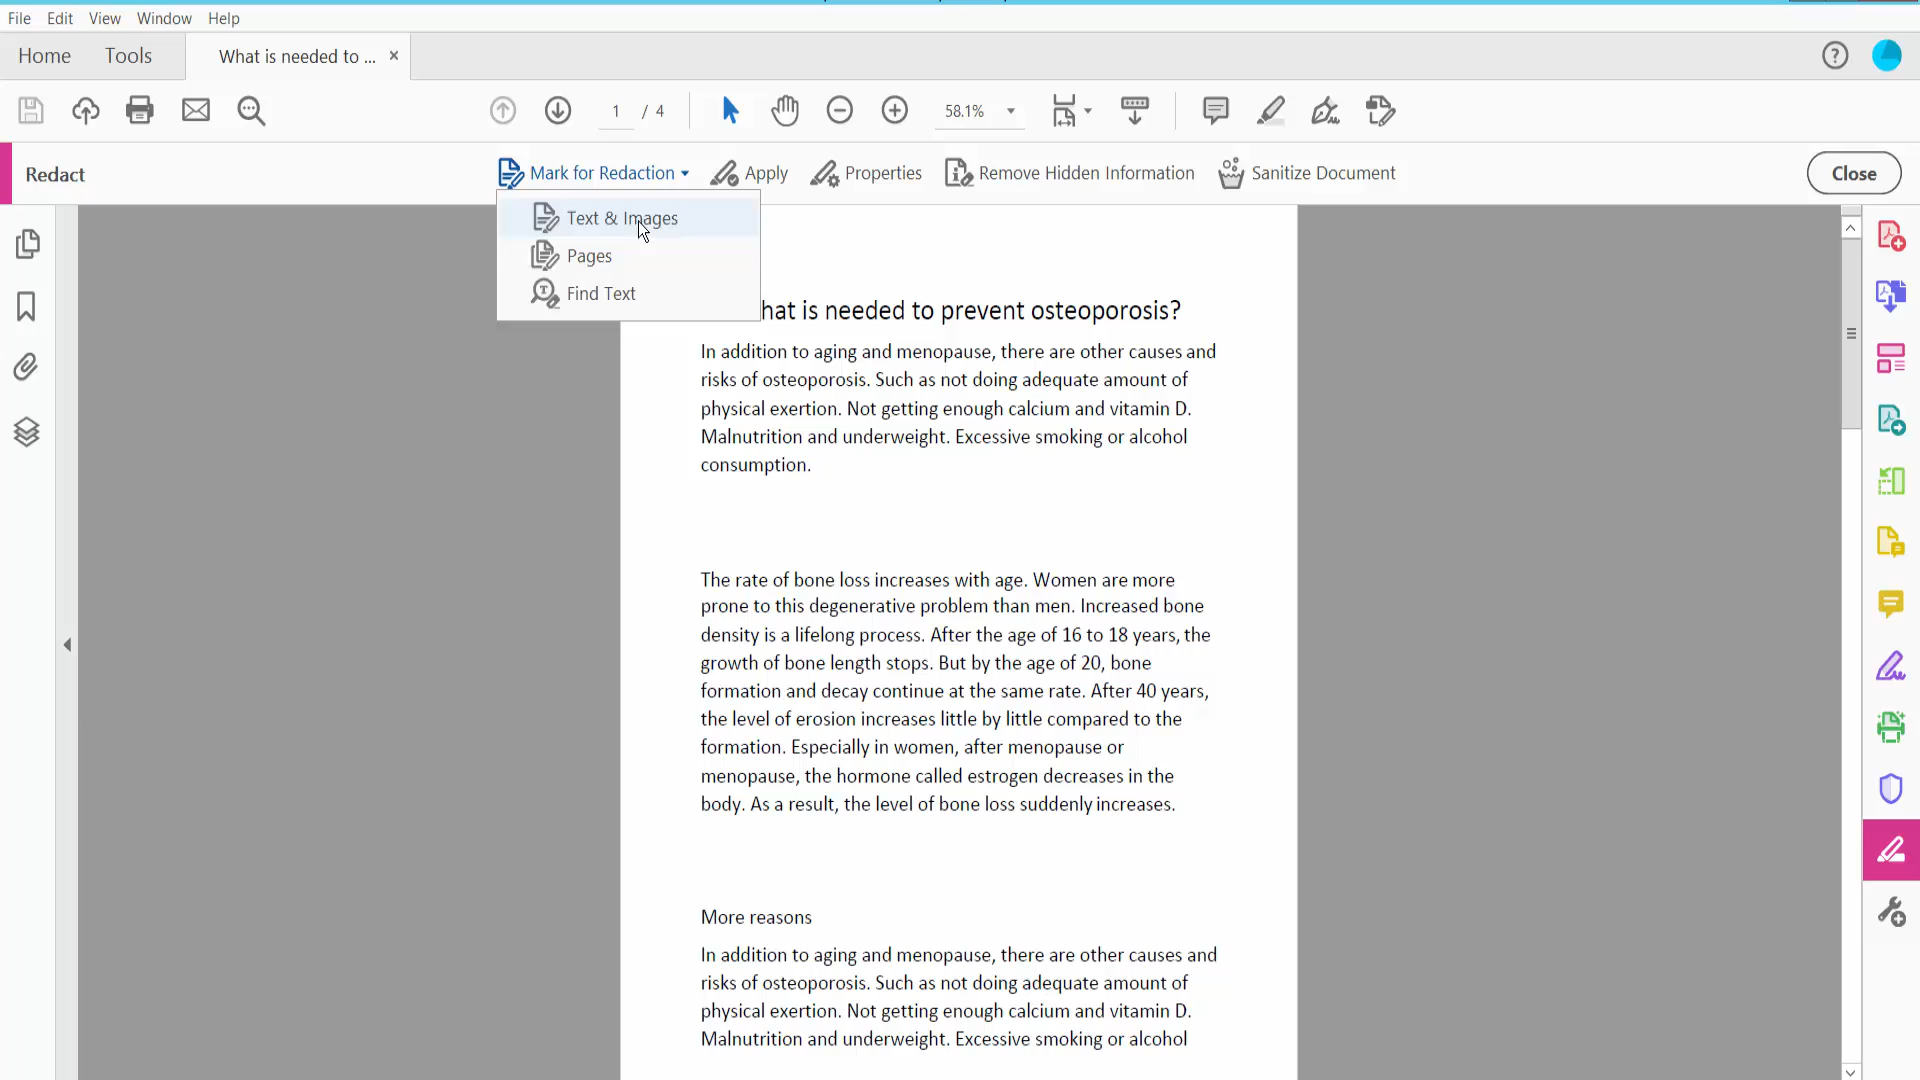 File Edit View Window Help
Home Tools What is needed to ... ×
1 / 4 58.1%
Redact Mark for Redaction Apply Properties Remove Hidden Information Sanitize Document Close
Text & Images
Pages
Find Text
hat is needed to prevent osteoporosis?
In addition to aging and menopause, there are other causes and
risks of osteoporosis. Such as not doing adequate amount of
physical exertion. Not getting enough calcium and vitamin D.
Malnutrition and underweight. Excessive smoking or alcohol
consumption.
The rate of bone loss increases with age. Women are more
prone to this degenerative problem than men. Increased bone
density is a lifelong process. After the age of 16 to 18 years, the
growth of bone length stops. But by the age of 20, bone
formation and decay continue at the same rate. After 40 years,
the level of erosion increases little by little compared to the
formation. Especially in women, after menopause or
menopause, the hormone called estrogen decreases in the
body. As a result, the level of bone loss suddenly increases.
More reasons
In addition to aging and menopause, there are other causes and
risks of osteoporosis. Such as not doing adequate amount of
physical exertion. Not getting enough calcium and vitamin D.
Malnutrition and underweight. Excessive smoking or alcohol